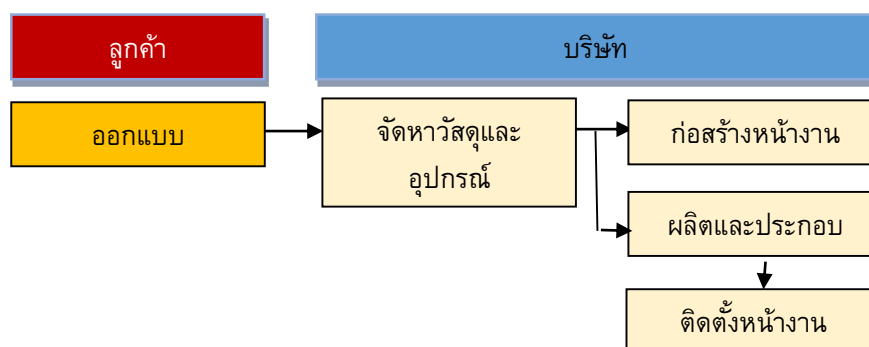 ลูกค้า
บริษัท
ออกแบบ
จัดหาวัสดุและ
อุปกรณ์
ก่อสร้างหน้างาน
ผลิตและประกอบ
ติดตั้งหน้างาน